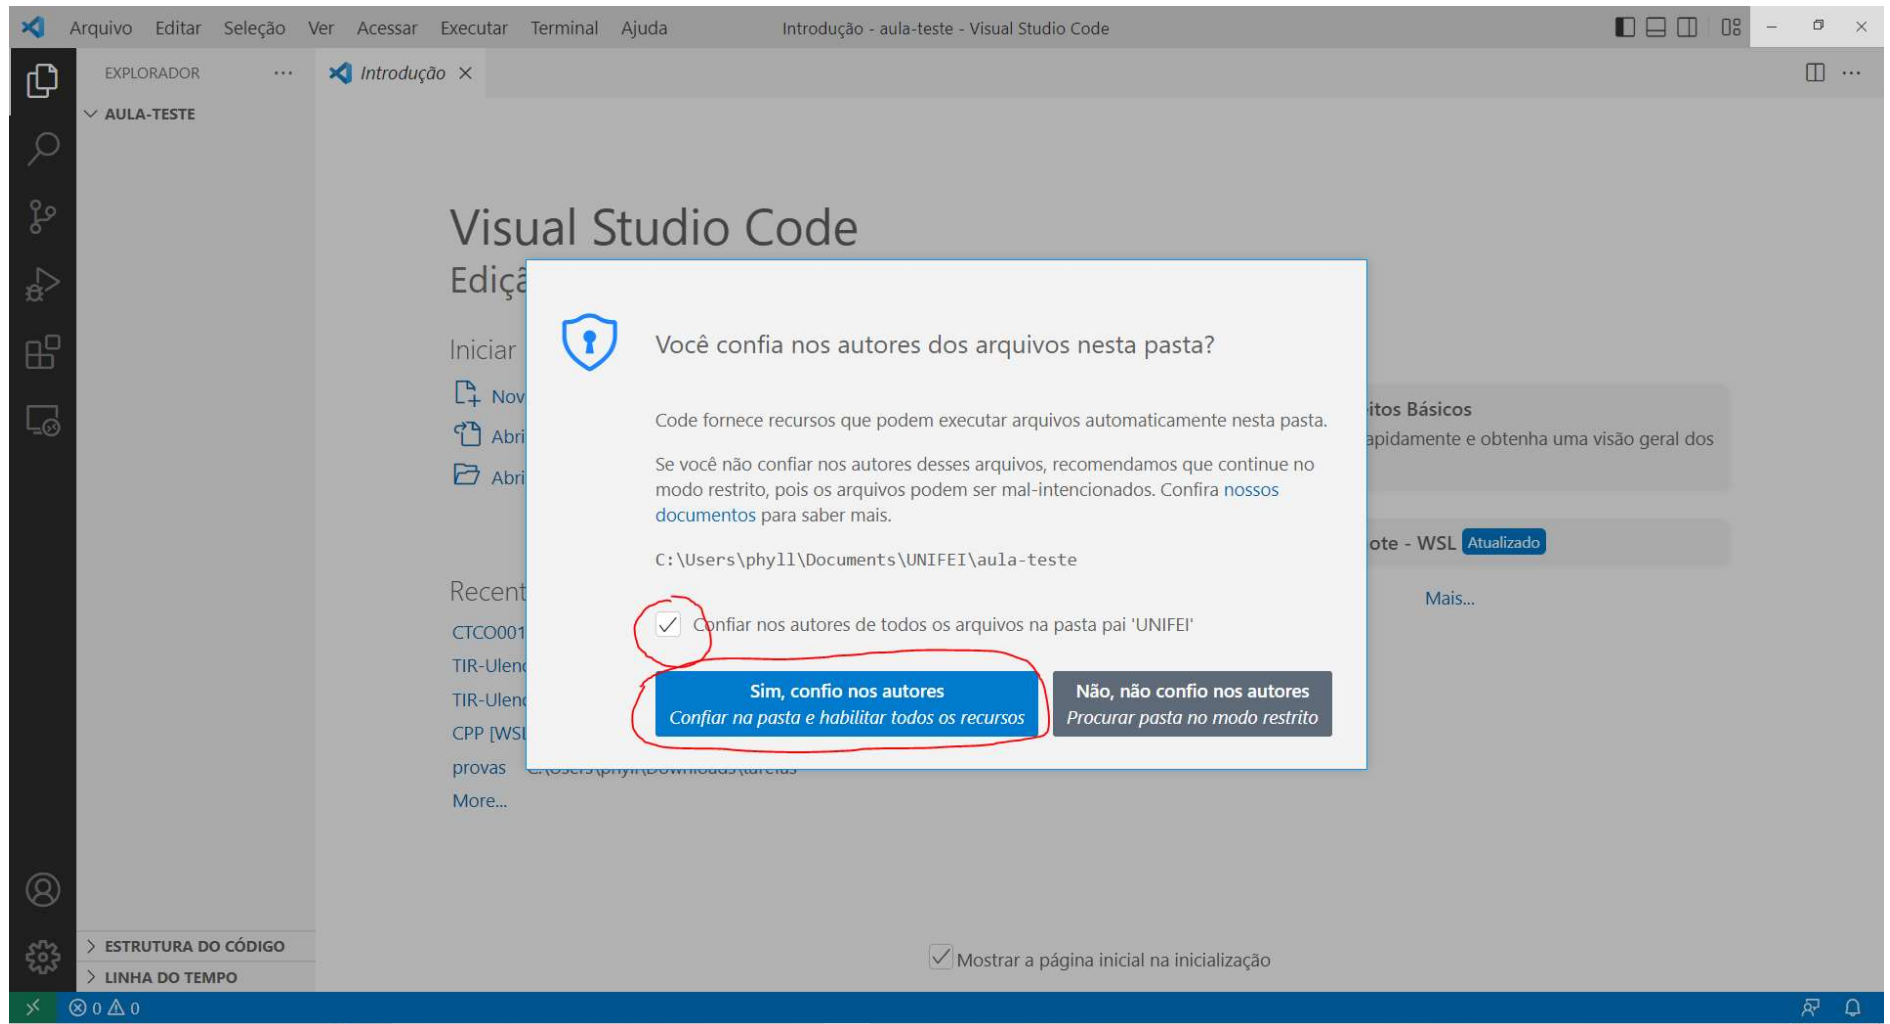 Arquivo Editar Seleção Ver Acessar Executar Terminal Ajuda Introdução - aula-teste - Visual Studio Code
EXPLORADOR
Introdução
AULA-TESTE
Visual Studio Code
Ediçã
Iniciar
Nov
Abri
Abri
Recent
CTCO001
TIR-Ulen
TIR-Ulen
CPP [WSL
provas
More...
Você confia nos autores dos arquivos nesta pasta?
Code fornece recursos que podem executar arquivos automaticamente nesta pasta.
Se você não confiar nos autores desses arquivos, recomendamos que continue no
modo restrito, pois os arquivos podem ser mal-intencionados. Confira nossos
documentos para saber mais.
C:\Users\phyll\Documents\UNIFEI\aula-teste
Confiar nos autores de todos os arquivos na pasta pai 'UNIFEI'
Sim, confio nos autores
Confiar na pasta e habilitar todos os recursos
Não, não confio nos autores
Procurar pasta no modo restrito
itos Básicos
apidamente e obtenha uma visão geral dos
ote - WSL Atualizado
Mais...
Mostrar a página inicial na inicialização
ESTRUTURA DO CÓDIGO
LINHA DO TEMPO
0 0